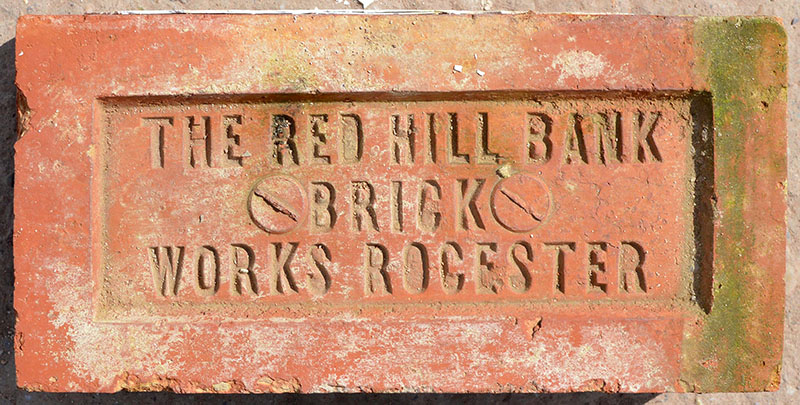 THE RED HILL BANK
BRICK
WORKS ROCESTER